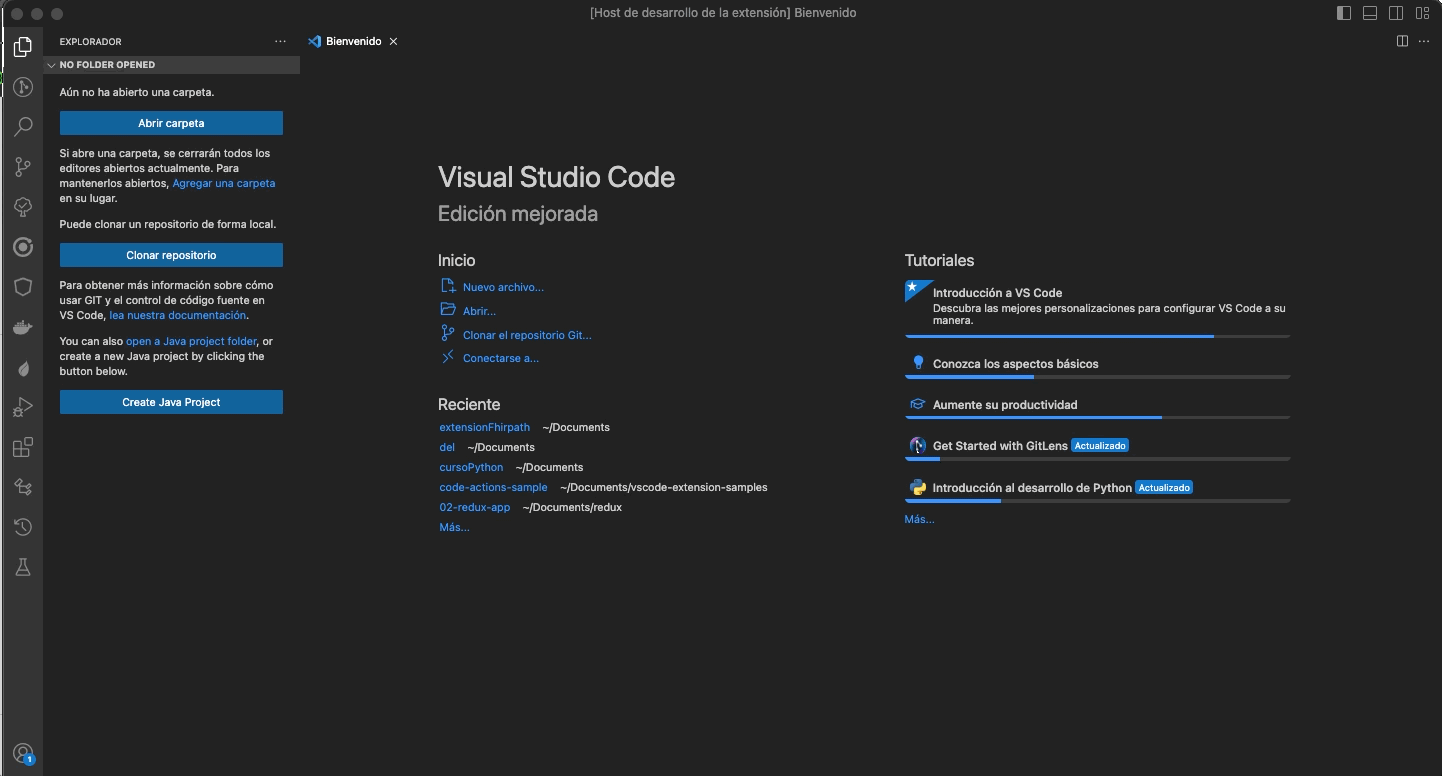 [Host de desarrollo de la extensión] Bienvenido
EXPLORADOR
Bienvenido
NO FOLDER OPENED
Aún no ha abierto una carpeta.
Abrir carpeta
Si abre una carpeta, se cerrarán todos los
editores abiertos actualmente. Para
mantenerlos abiertos, Agregar una carpeta
en su lugar.
Puede clonar un repositorio de forma local.
Clonar repositorio
Para obtener más información sobre cómo
usar GIT y el control de código fuente en
VS Code, lea nuestra documentación.
You can also open a Java project folder, or
create a new Java project by clicking the
button below.
Create Java Project
1
Visual Studio Code
Edición mejorada
Inicio
Nuevo archivo...
Abrir...
Clonar el repositorio Git...
Conectarse a...
Reciente
extensionFhirpath ~/Documents
del ~/Documents
cursoPython ~/Documents
code-actions-sample ~/Documents/vscode-extension-samples
02-redux-app ~/Documents/redux
Más...
Tutoriales
Introducción a VS Code
Descubra las mejores personalizaciones para configurar VS Code a su
manera.
Conozca los aspectos básicos
Aumente su productividad
Get Started with GitLens Actualizado
Introducción al desarrollo de Python Actualizado
Más...